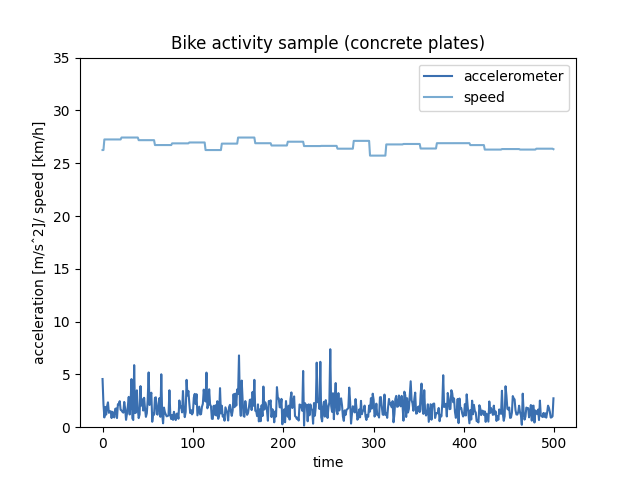 Bike activity sample (concrete plates)
accelerometer
speed
acceleration [m/s^2]/ speed [km/h]
35
30
25
20
15
10
5
0
0 100 200 300 400 500
time